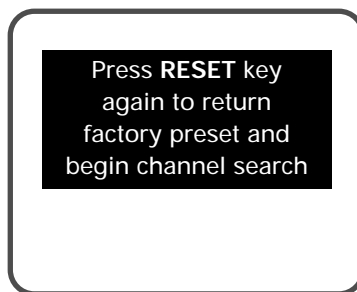 Press RESET key
again to return
factory preset and
begin channel search